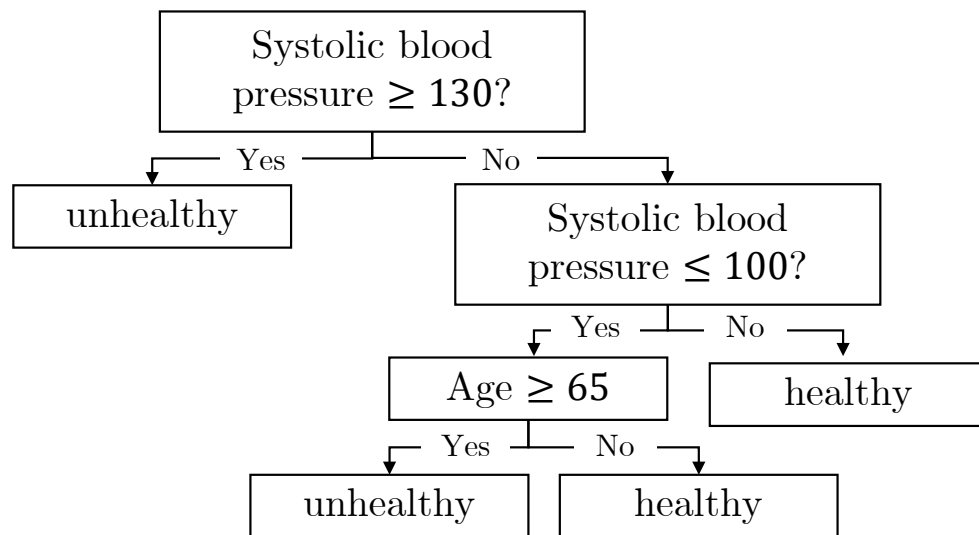 Systolic blood
pressure ≥ 130?
Yes
No
unhealthy
Systolic blood
pressure ≤ 100?
Yes
No
Age ≥ 65
healthy
Yes
No
unhealthy
healthy